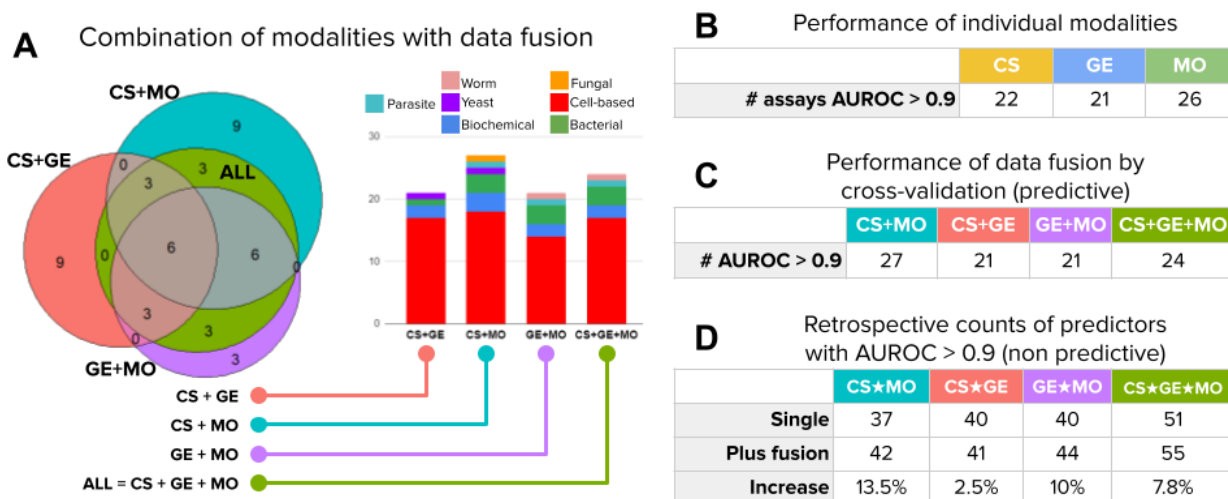 A
Combination of modalities with data fusion
CS+MO
CS+GE
ALL
GE+MO
9
0
3
3
9
0
6
6
0
3
3
0
3
Worm
Fungal
Parasite
Yeast
Cell-based
Biochemical
Bacterial
30
20
10
0
CS+GE
CS+MO
GE+MO
CS+GE+MO
CS + GE
CS + MO
GE + MO
ALL = CS + GE + MO
B
Performance of individual modalities
CS GE MO
# assays AUROC > 0.9 22 21 26
C
Performance of data fusion by
cross-validation (predictive)
CS+MO CS+GE GE+MO CS+GE+MO
# AUROC > 0.9 27 21 21 24
D
Retrospective counts of predictors
with AUROC > 0.9 (non predictive)
CS★MO CS★GE GE★MO CS★GE★MO
Single 37 40 40 51
Plus fusion 42 41 44 55
Increase 13.5% 2.5% 10% 7.8%